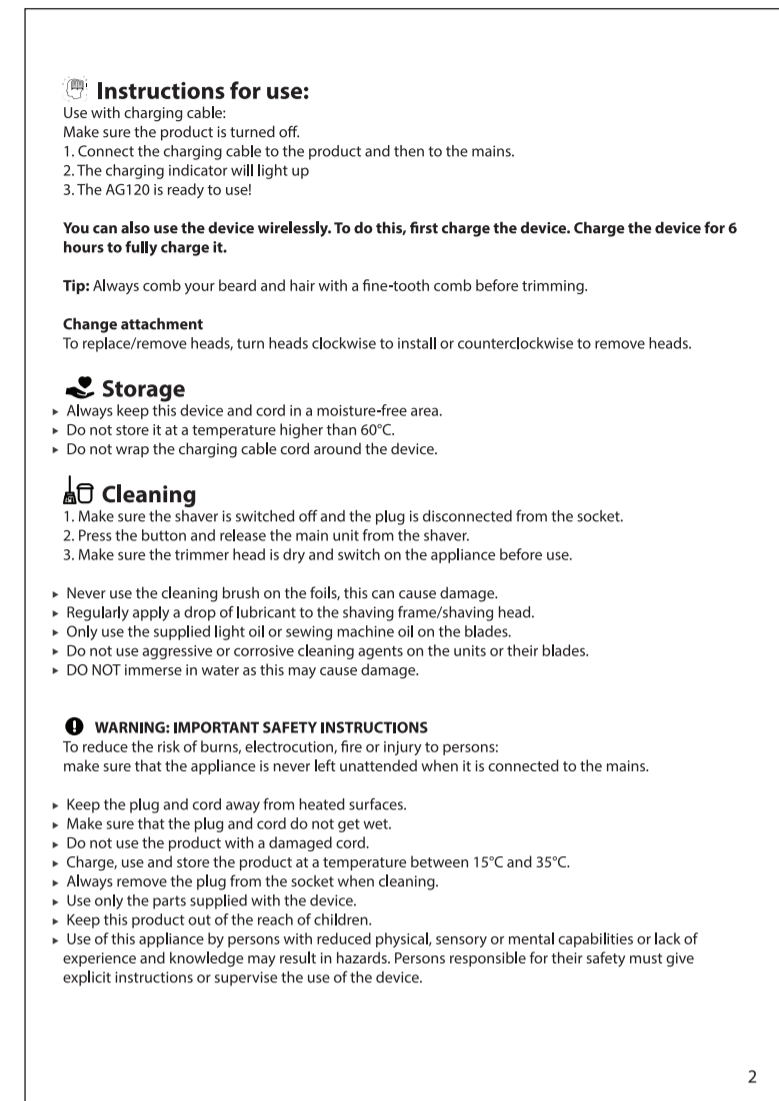 Instructions for use:
Use with charging cable:
Make sure the product is turned off.
1. Connect the charging cable to the product and then to the mains.
2. The charging indicator will light up
3. The AG120 is ready to use!
You can also use the device wirelessly. To do this, first charge the device. Charge the device for 6
hours to fully charge it.
Tip: Always comb your beard and hair with a fine-tooth comb before trimming.
Change attachment
To replace/remove heads, turn heads clockwise to install or counterclockwise to remove heads.
Storage
▸ Always keep this device and cord in a moisture-free area.
▸ Do not store it at a temperature higher than 60°C.
▸ Do not wrap the charging cable cord around the device.
Cleaning
1. Make sure the shaver is switched off and the plug is disconnected from the socket.
2. Press the button and release the main unit from the shaver.
3. Make sure the trimmer head is dry and switch on the appliance before use.
▸ Never use the cleaning brush on the foils, this can cause damage.
▸ Regularly apply a drop of lubricant to the shaving frame/shaving head.
▸ Only use the supplied light oil or sewing machine oil on the blades.
▸ Do not use aggressive or corrosive cleaning agents on the units or their blades.
▸ DO NOT immerse in water as this may cause damage.
WARNING: IMPORTANT SAFETY INSTRUCTIONS
To reduce the risk of burns, electrocution, fire or injury to persons:
make sure that the appliance is never left unattended when it is connected to the mains.
▸ Keep the plug and cord away from heated surfaces.
▸ Make sure that the plug and cord do not get wet.
▸ Do not use the product with a damaged cord.
▸ Charge, use and store the product at a temperature between 15°C and 35°C.
▸ Always remove the plug from the socket when cleaning.
▸ Use only the parts supplied with the device.
▸ Keep this product out of the reach of children.
▸ Use of this appliance by persons with reduced physical, sensory or mental capabilities or lack of
experience and knowledge may result in hazards. Persons responsible for their safety must give
explicit instructions or supervise the use of the device.
2